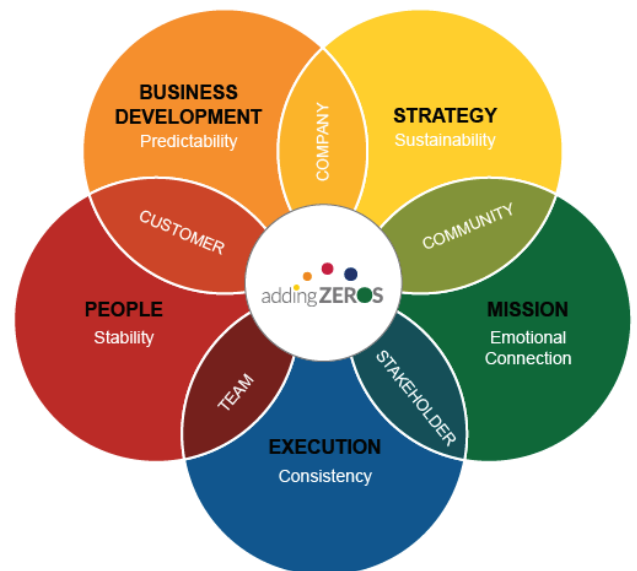 BUSINESS
DEVELOPMENT
Predictability
COMPANY
STRATEGY
Sustainability
CUSTOMER
COMMUNITY
addingZEROS
PEOPLE
Stability
MISSION
Emotional
Connection
TEAM
STAKEHOLDER
EXECUTION
Consistency